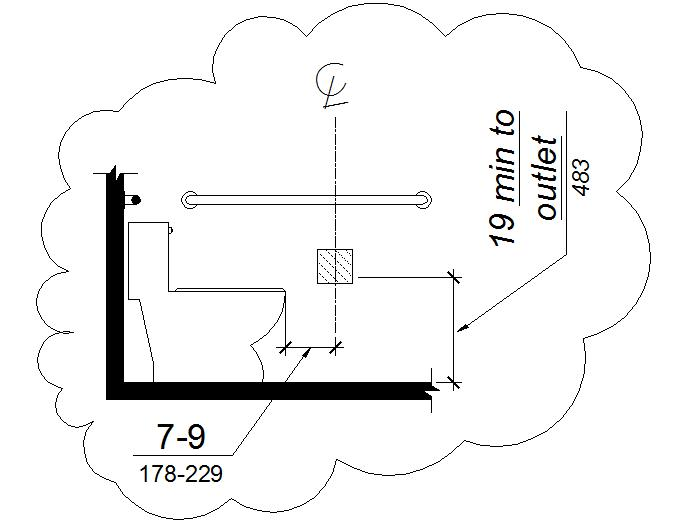 ℄
19 min to
outlet
483
7-9
178-229